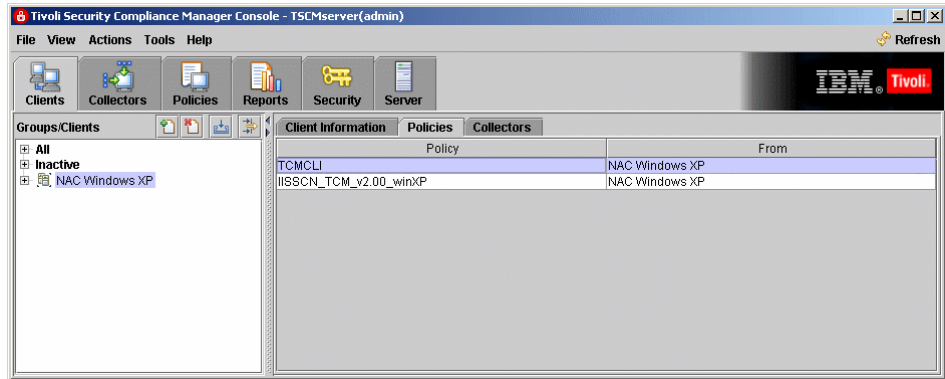 Tivoli Security Compliance Manager Console - TSCMserver(admin)
File View Actions Tools Help
Refresh
Clients Collectors Policies Reports Security Server
IBM® Tivoli.
Groups/Clients
Client Information Policies Collectors
All
Inactive
NAC Windows XP
Policy From
TCMCLI NAC Windows XP
IISSCN_TCM_v2.00_winXP NAC Windows XP